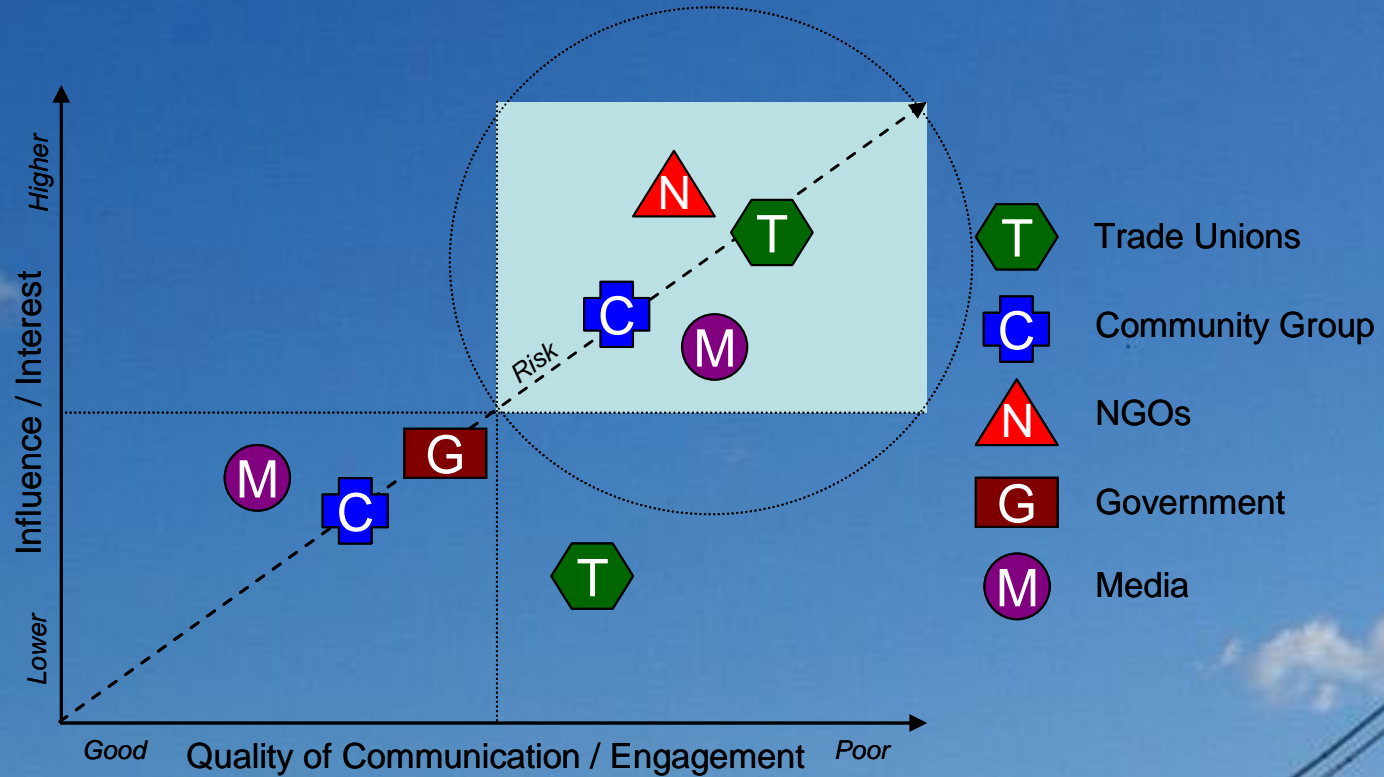 Higher
Influence / Interest
Lower
N
T
C
M
Risk
M
C
G
T
Good
Quality of Communication / Engagement
Poor
T Trade Unions
C Community Group
N NGOs
G Government
M Media